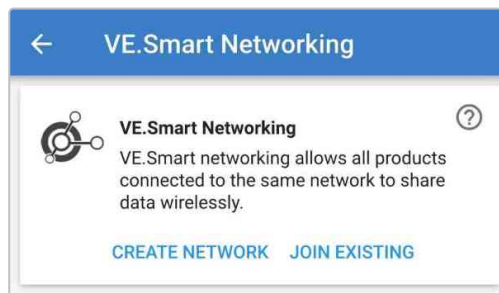 VE.Smart Networking
VE.Smart Networking
VE.Smart networking allows all products
connected to the same network to share
data wirelessly.
CREATE NETWORK JOIN EXISTING